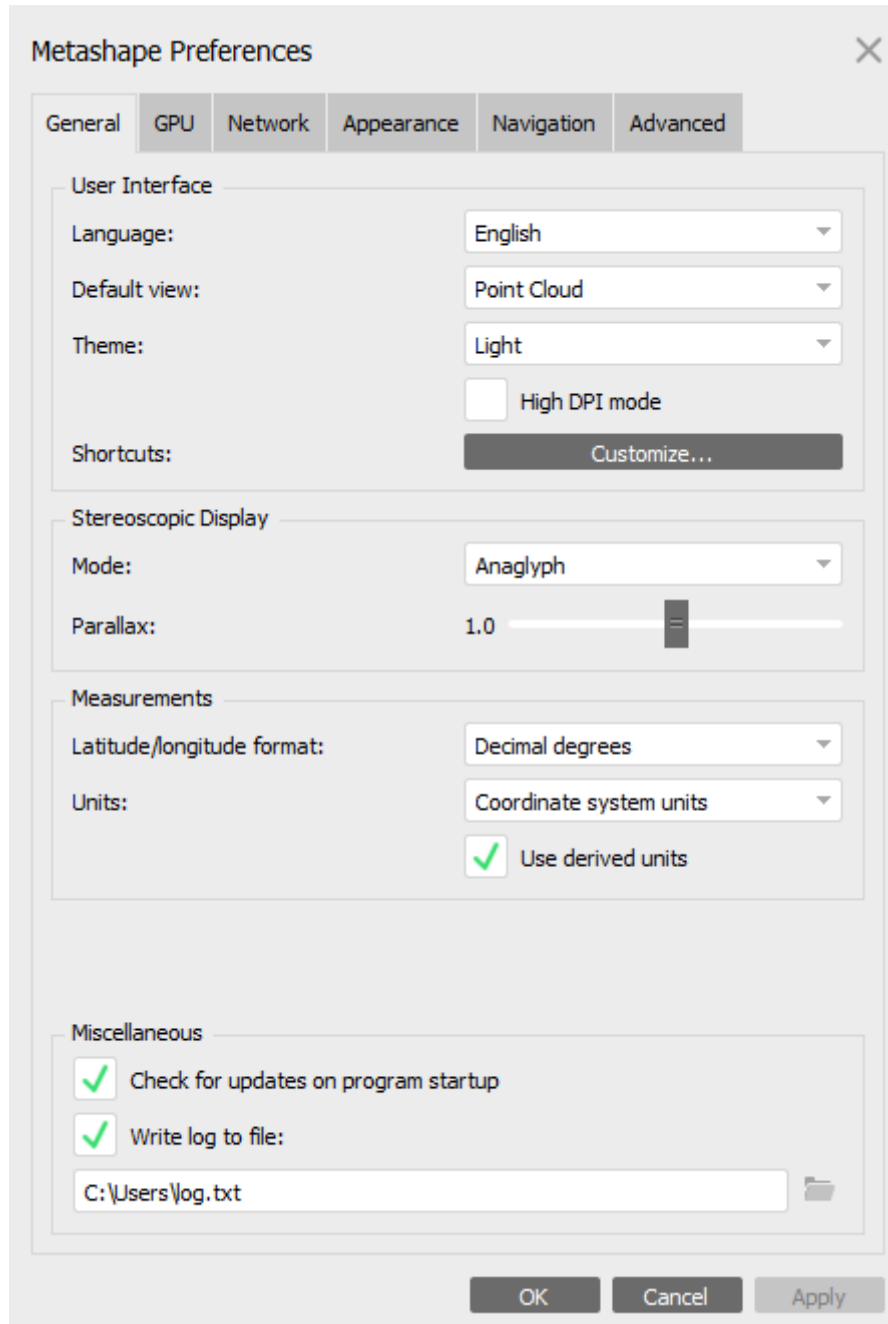 Metashape Preferences
General GPU Network Appearance Navigation Advanced
User Interface
Language: English
Default view: Point Cloud
Theme: Light
High DPI mode
Shortcuts: Customize...
Stereoscopic Display
Mode: Anaglyph
Parallax: 1.0
Measurements
Latitude/longitude format: Decimal degrees
Units: Coordinate system units
Use derived units
Miscellaneous
Check for updates on program startup
Write log to file:
C:\Users\log.txt
OK Cancel Apply